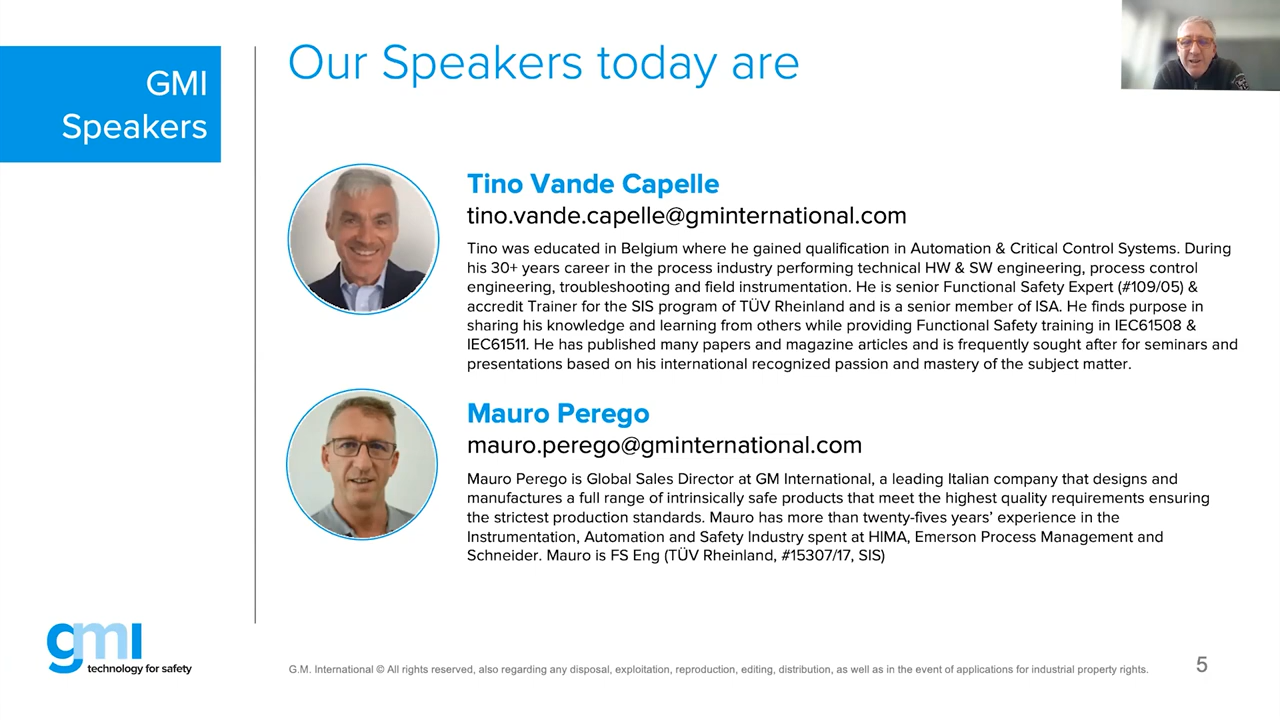 GMI
Speakers
Our Speakers today are
Tino Vande Capelle
tino.vande.capelle@gminternational.com
Tino was educated in Belgium where he gained qualification in Automation & Critical Control Systems. During
his 30+ years career in the process industry performing technical HW & SW engineering, process control
engineering, troubleshooting and field instrumentation. He is senior Functional Safety Expert (#109/05) &
accredit Trainer for the SIS program of TÜV Rheinland and is a senior member of ISA. He finds purpose in
sharing his knowledge and learning from others while providing Functional Safety training in IEC61508 &
IEC61511. He has published many papers and magazine articles and is frequently sought after for seminars and
presentations based on his international recognized passion and mastery of the subject matter.
Mauro Perego
mauro.perego@gminternational.com
Mauro Perego is Global Sales Director at GM International, a leading Italian company that designs and
manufactures a full range of intrinsically safe products that meet the highest quality requirements ensuring
the strictest production standards. Mauro has more than twenty-fives years’ experience in the
Instrumentation, Automation and Safety Industry spent at HIMA, Emerson Process Management and
Schneider. Mauro is FS Eng (TÜV Rheinland, #15307/17, SIS)
gmi
technology for safety
G.M. International © All rights reserved, also regarding any disposal, exploitation, reproduction, editing, distribution, as well as in the event of applications for industrial property rights.
5